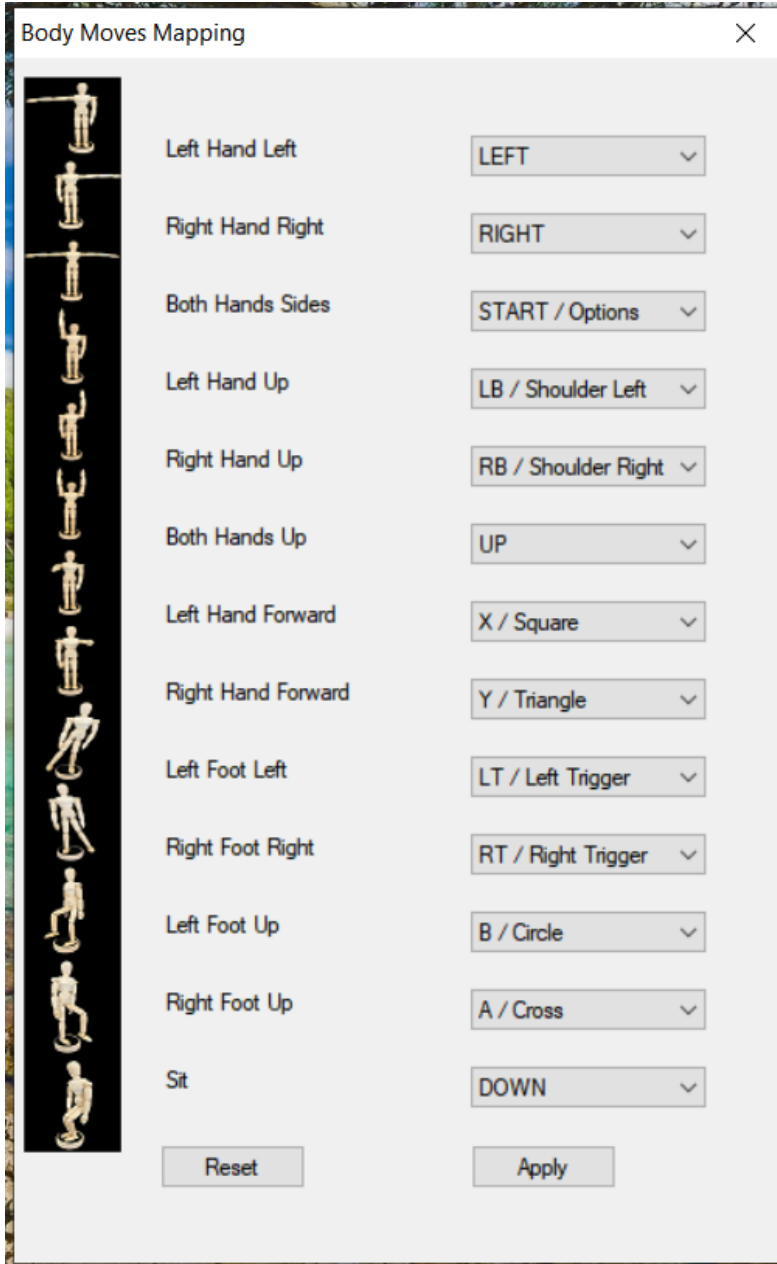 Body Moves Mapping
Left Hand Left LEFT
Right Hand Right RIGHT
Both Hands Sides START / Options
Left Hand Up LB / Shoulder Left
Right Hand Up RB / Shoulder Right
Both Hands Up UP
Left Hand Forward X / Square
Right Hand Forward Y / Triangle
Left Foot Left LT / Left Trigger
Right Foot Right RT / Right Trigger
Left Foot Up B / Circle
Right Foot Up A / Cross
Sit DOWN
Reset Apply